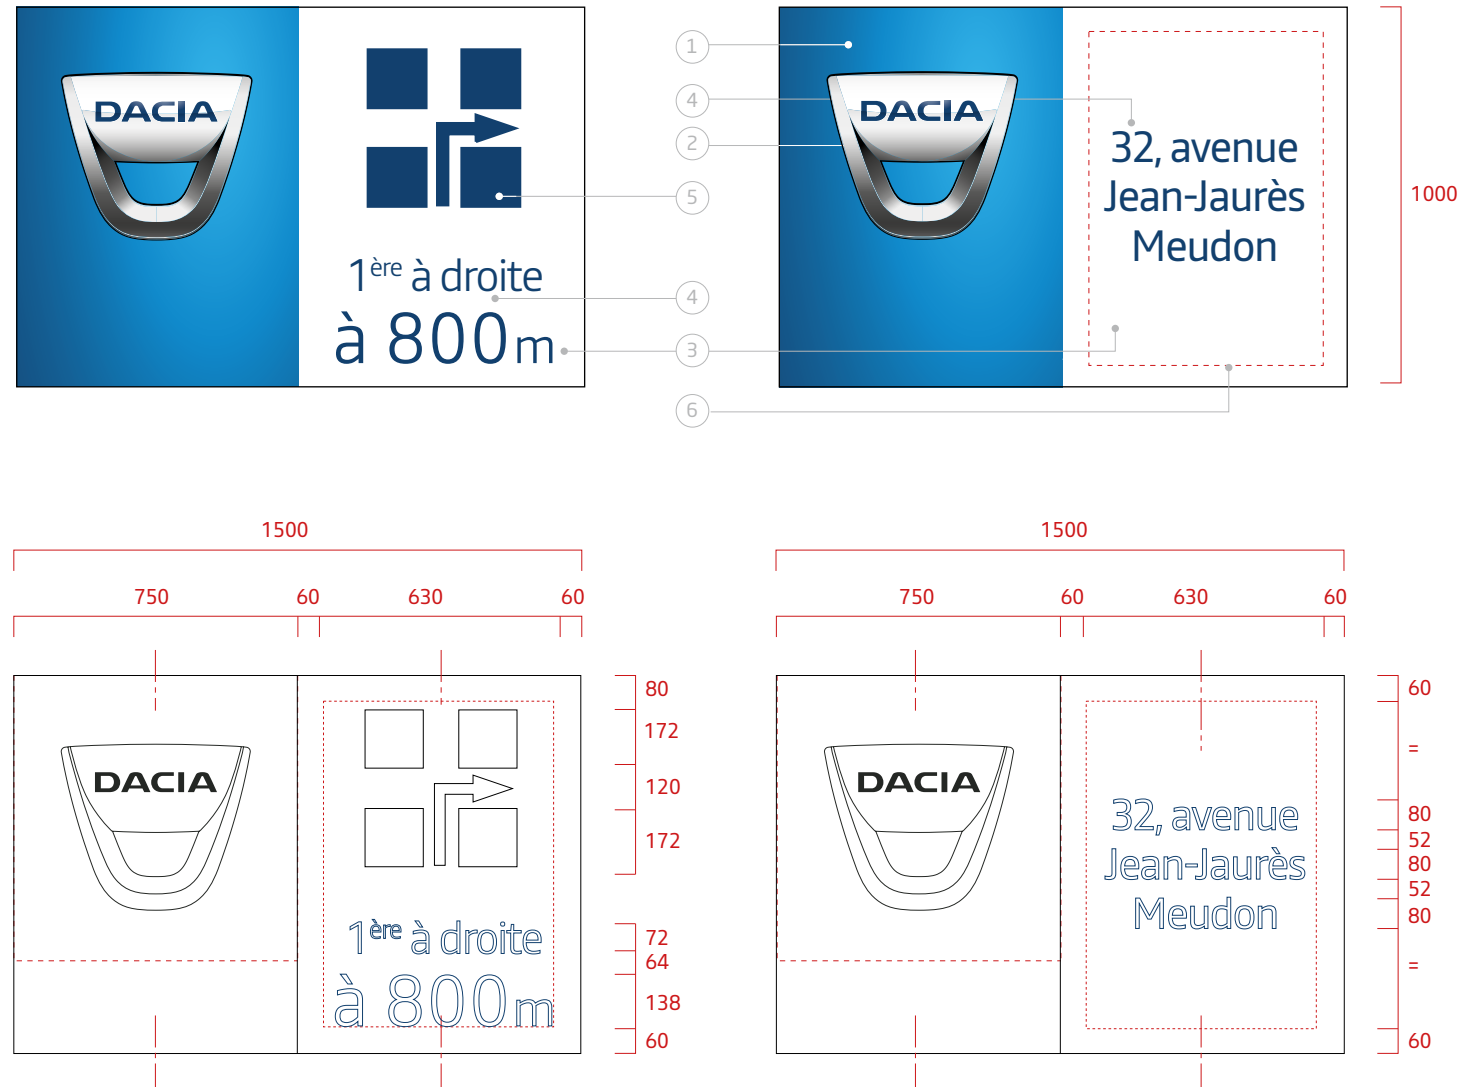 DACIA
1ère à droite
à 800m
1
4
2
5
4
3
6
DACIA
32, avenue
Jean-Jaurès
Meudon
1000
1500
750
60
630
60
DACIA
1ère à droite
à 800m
80
172
120
172
72
64
138
60
1500
750
60
630
60
DACIA
32, avenue
Jean-Jaurès
Meudon
60
=
80
52
80
52
80
=
60